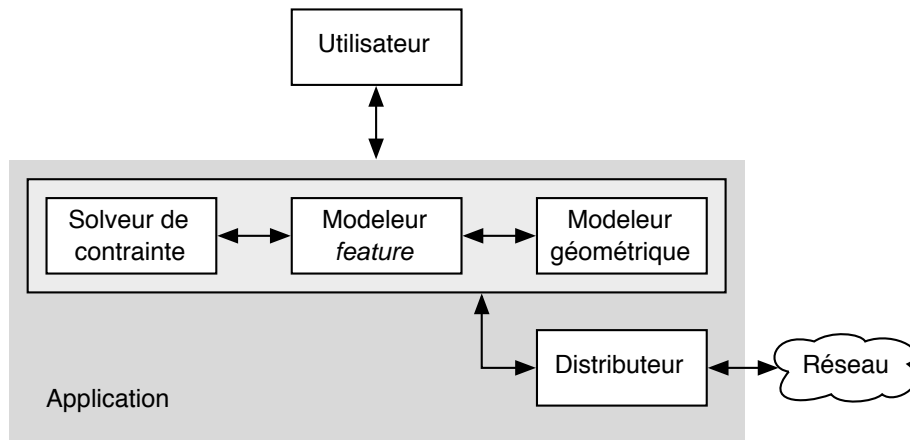 Utilisateur
Solveur de
contrainte
Modeleur
feature
Modeleur
géométrique
Distributeur
Réseau
Application